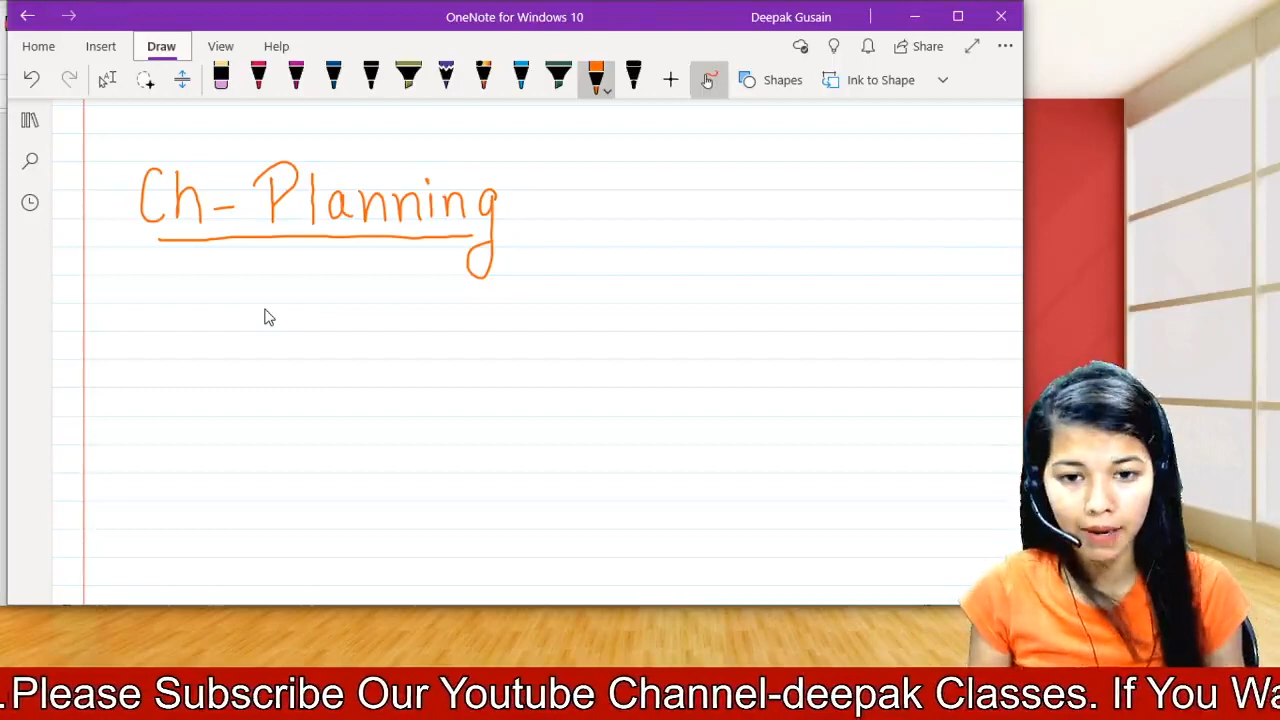 OneNote for Windows 10
Deepak Gusain
Home Insert Draw View Help
Share
Shapes
Ink to Shape
Ch- Planning
.Please Subscribe Our Youtube Channel-deepak Classes. If You Wa